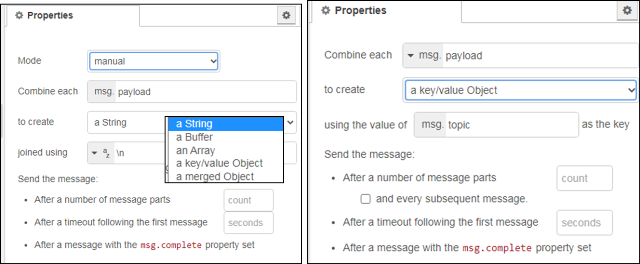 Properties
Mode manual
Combine each msg. payload
to create a String
a String
a Buffer
an Array
a key/value Object
a merged Object
joined using az \n
Send the message:
• After a number of message parts count
• After a timeout following the first message seconds
• After a message with the msg.complete property set
Properties
Combine each msg. payload
to create a key/value Object
using the value of msg. topic as the key
Send the message:
• After a number of message parts count
and every subsequent message.
• After a timeout following the first message seconds
• After a message with the msg.complete property set